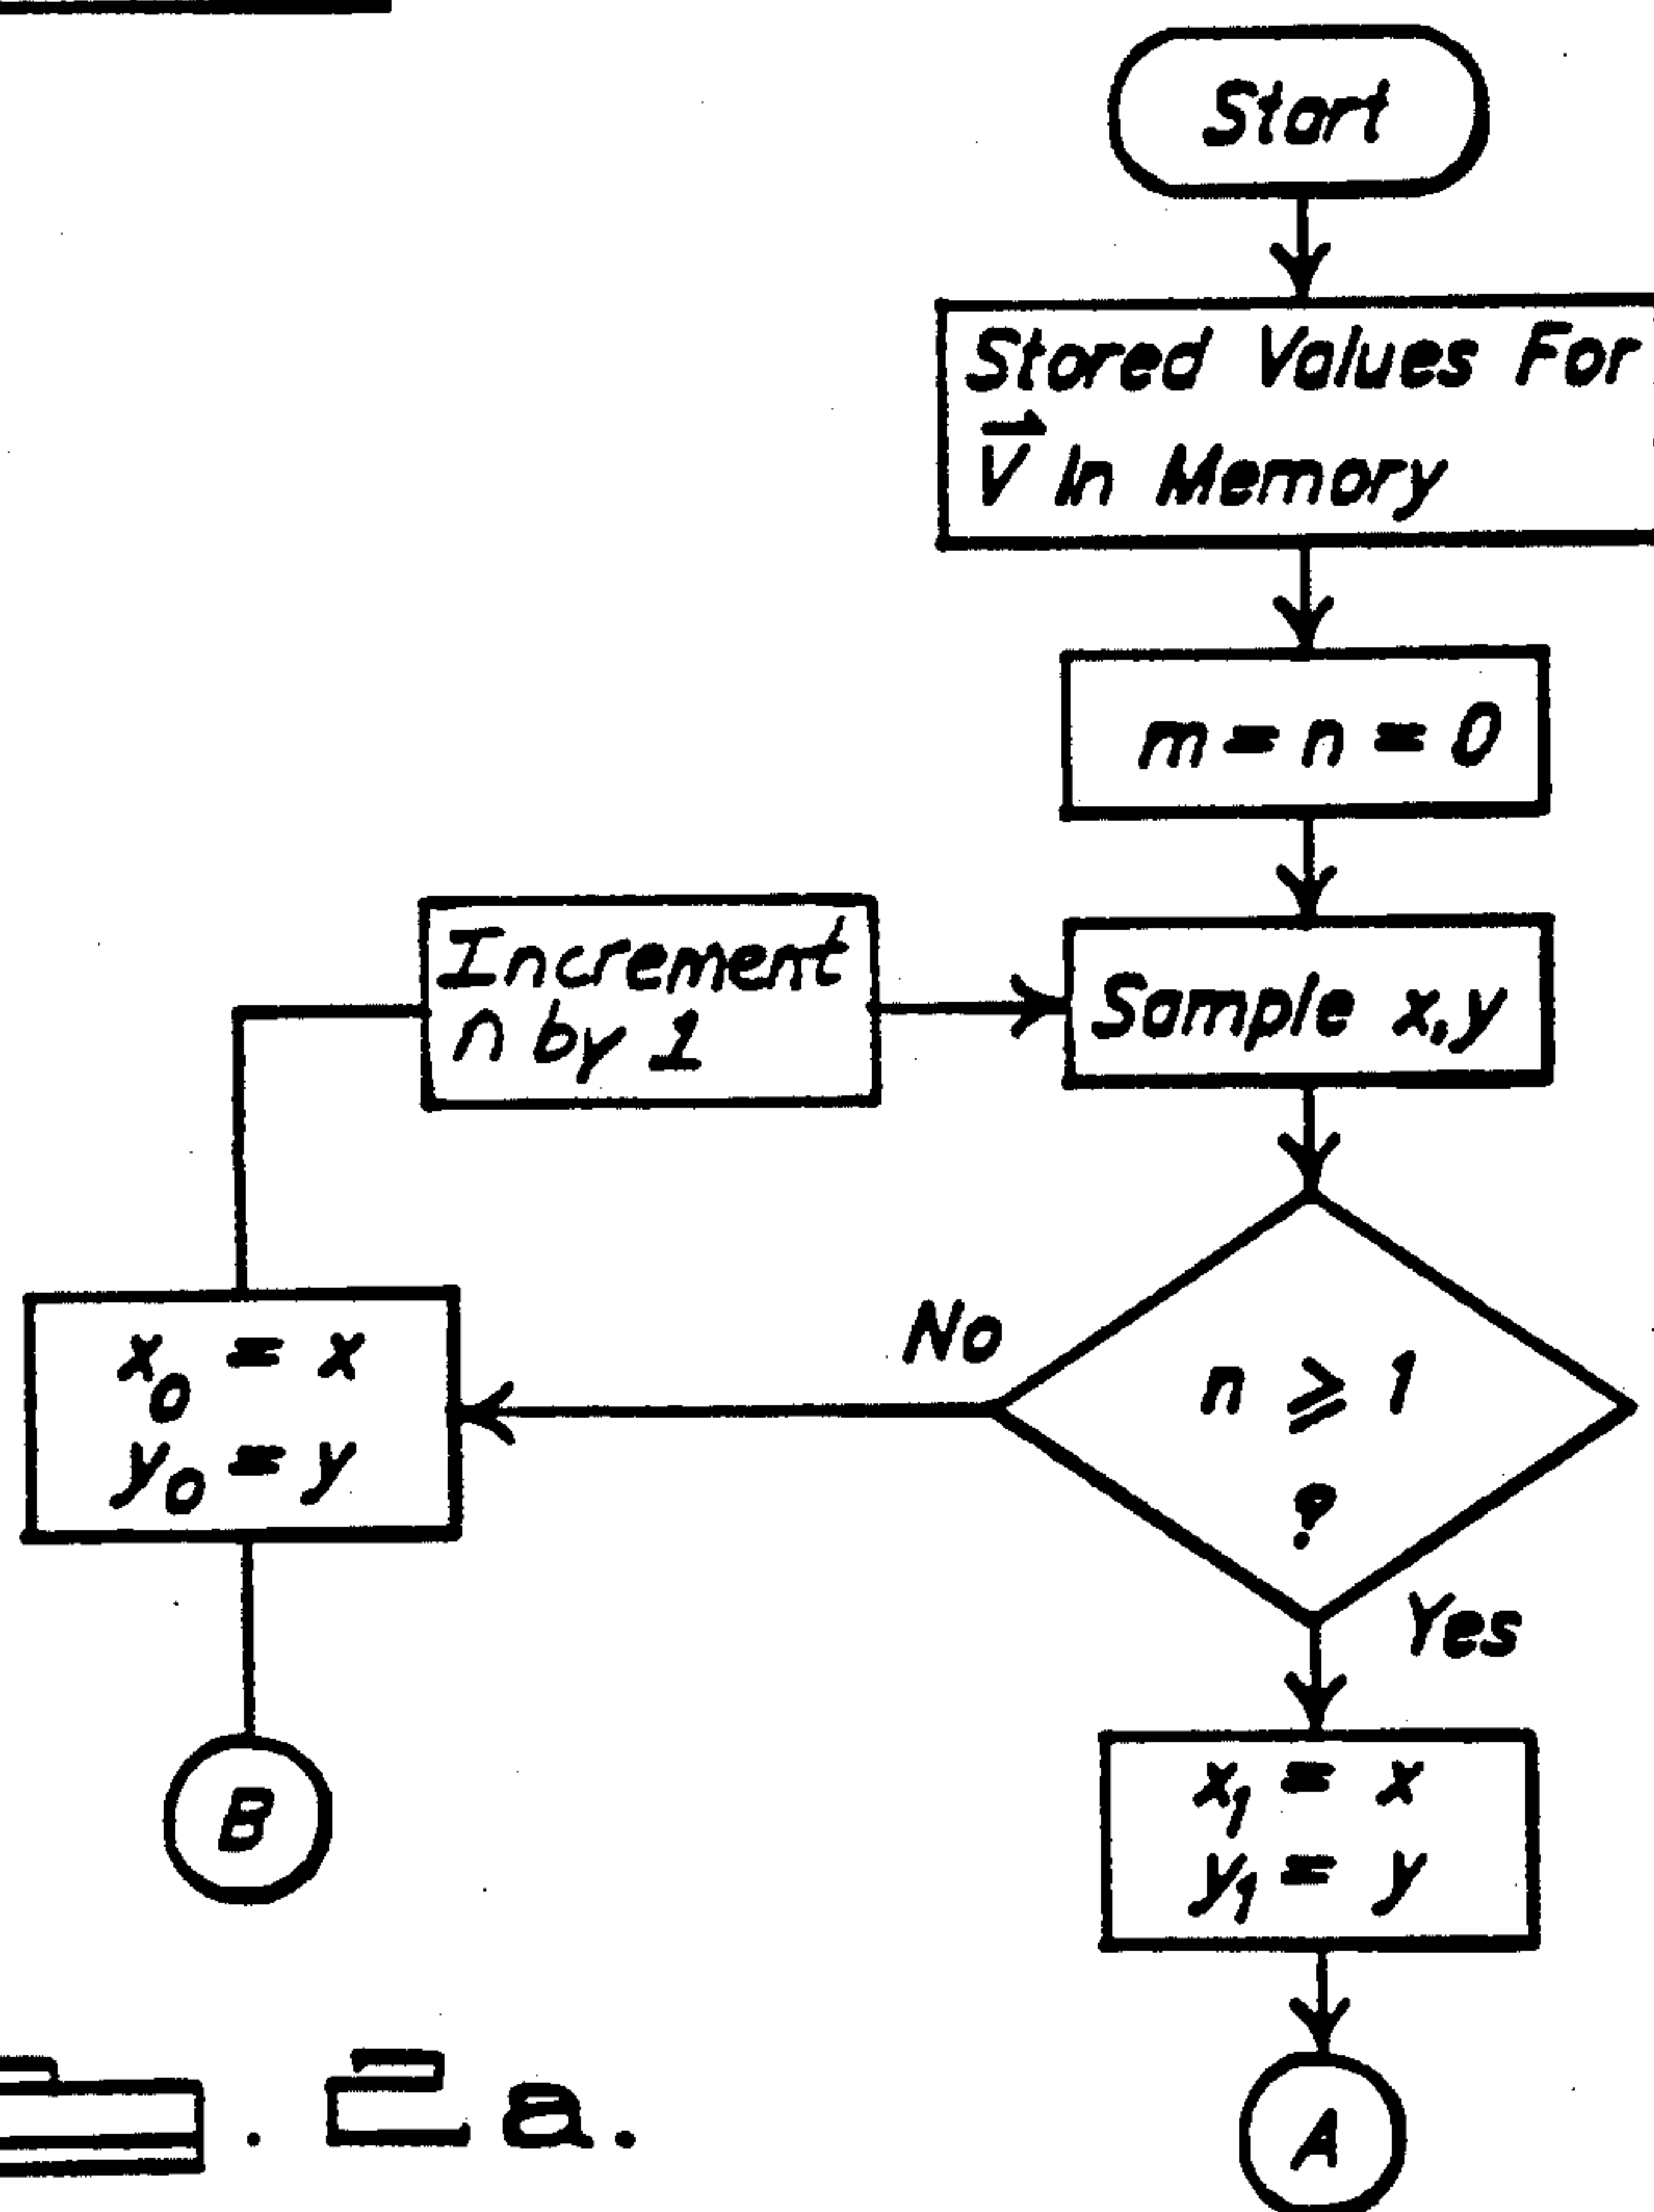 Start
Stored Values For
V⃗ In Memory
m = n = 0
Increment
n by 1
Sample x,y
No
n ≥ 1
?
x₀ = x
y₀ = y
Yes
x₁ = x
y₁ = y
B
A
. 2a.